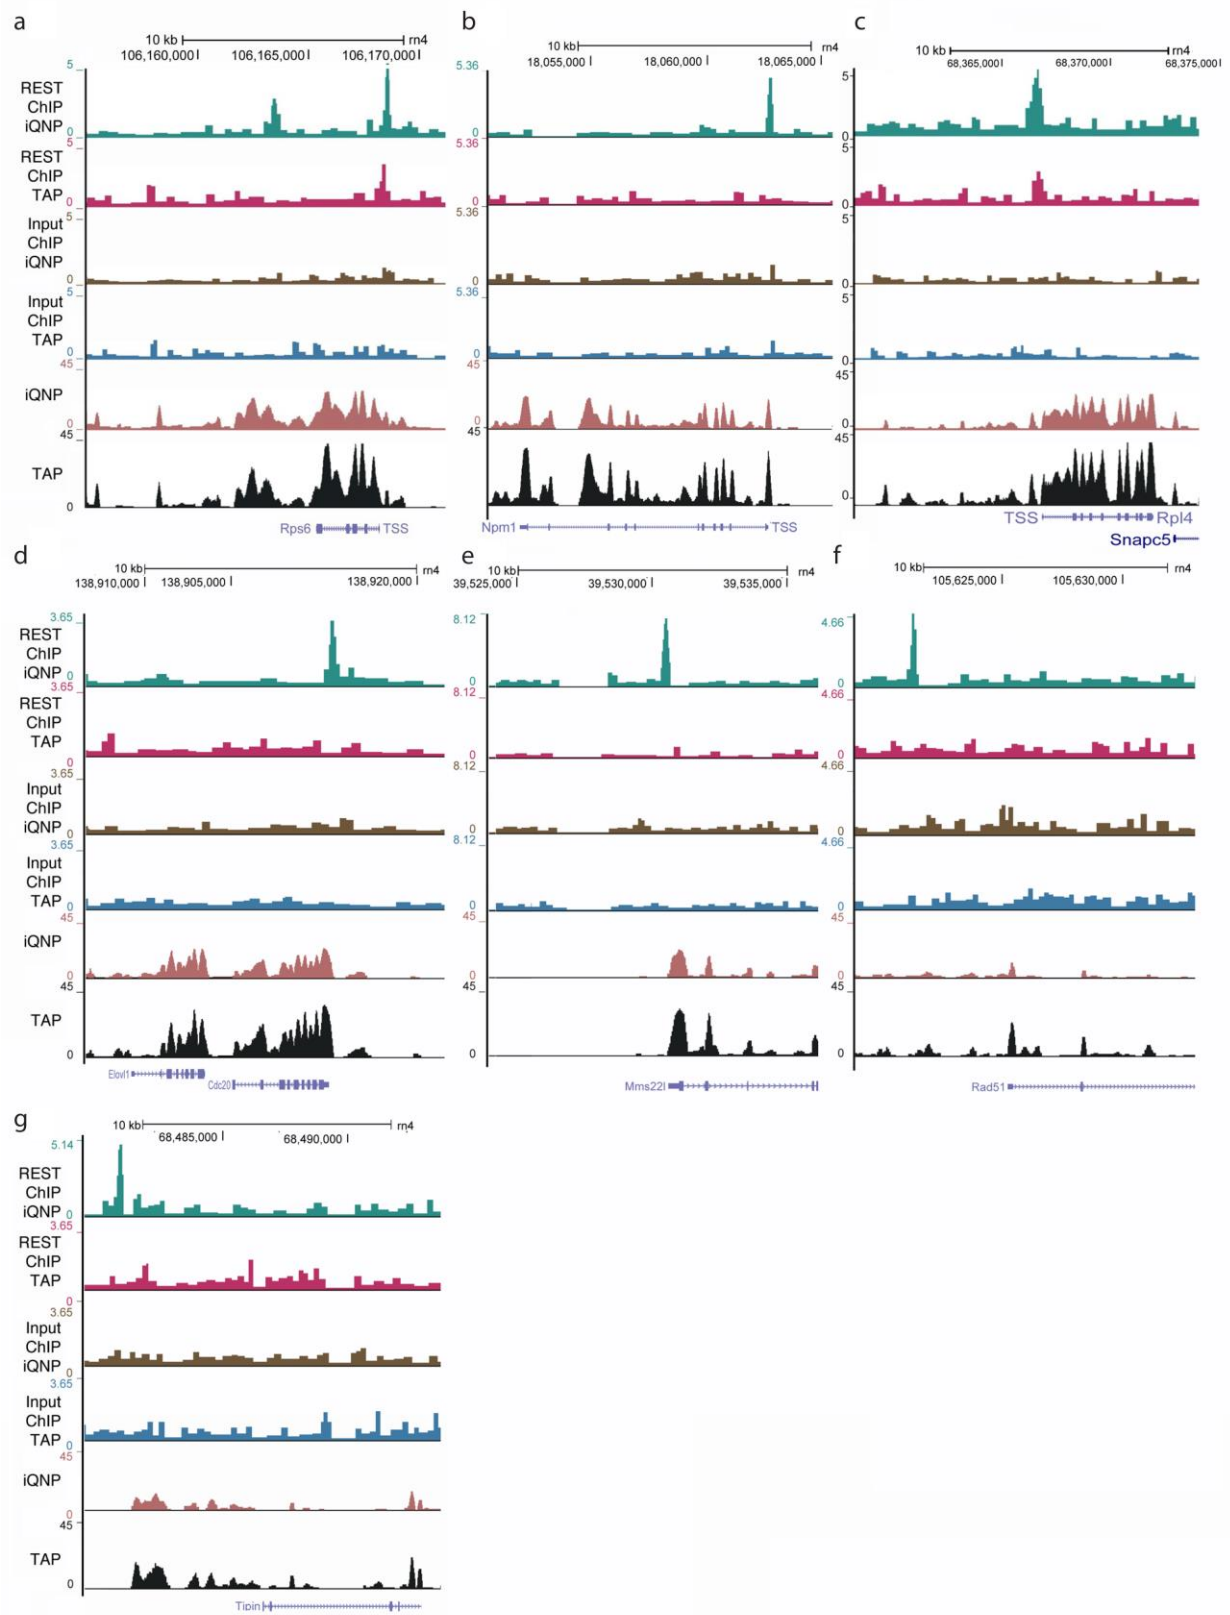 a
10 kb rn4
106,160,000 106,165,000 106,170,000
5
REST
ChIP
iQNP
0
5
REST
ChIP
TAP
0
5
Input
ChIP
iQNP
0
5
Input
ChIP
TAP
0
45
iQNP
0
45
TAP
0
Rps6 TSS
b
10 kb rn4
18,055,000 18,060,000 18,065,000
5.36
0
5.36
0
5.36
0
5.36
0
45
0
45
0
Npm1 TSS
c
10 kb rn4
68,365,000 68,370,000 68,375,000
5
0
5
0
5
0
5
0
45
0
45
0
TSS Rpl4
Snapc5
d
10 kb rn4
138,910,000 138,905,000 138,920,000
3.65
REST
ChIP
iQNP
0
3.65
REST
ChIP
TAP
0
3.65
Input
ChIP
iQNP
0
3.65
Input
ChIP
TAP
0
45
iQNP
0
45
TAP
0
Elovl1
Cdc20
e
10 kb rn4
39,525,000 39,530,000 39,535,000
8.12
0
8.12
0
8.12
0
8.12
0
45
0
45
0
Mms22l
f
10 kb rn4
105,625,000 105,630,000
4.66
0
4.66
0
4.66
0
4.66
0
45
0
45
0
Rad51
g
10 kb rn4
68,485,000 68,490,000
5.14
REST
ChIP
iQNP
0
3.65
REST
ChIP
TAP
0
3.65
Input
ChIP
iQNP
0
3.65
Input
ChIP
TAP
0
45
iQNP
0
45
TAP
0
Tipin